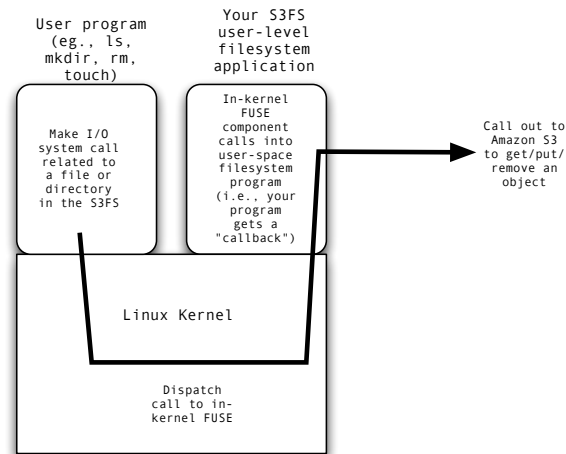 User program
(eg., ls,
mkdir, rm,
touch)
Your S3FS
user-level
filesystem
application
Make I/O
system call
related to
a file or
directory
in the S3FS
In-kernel
FUSE
component
calls into
user-space
filesystem
program
(i.e., your
program
gets a
"callback")
Call out to
Amazon S3
to get/put/
remove an
object
Linux Kernel
Dispatch
call to in-
kernel FUSE